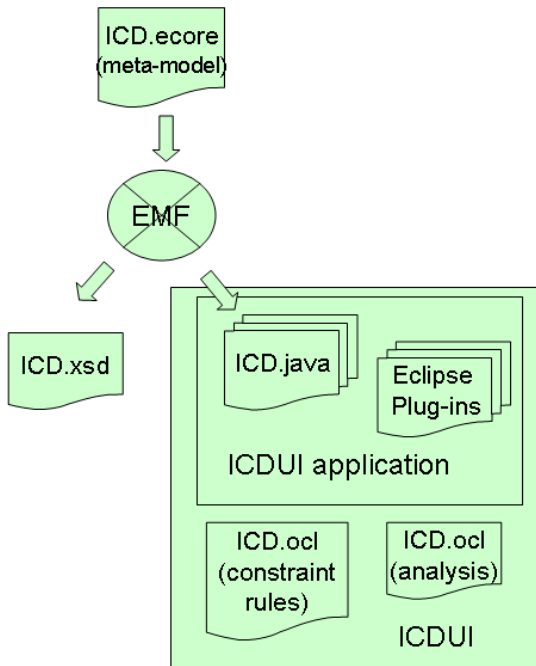 ICD.ecore
(meta-model)
EMF
ICD.xsd
ICD.java
Eclipse
Plug-ins
ICDUI application
ICD.ocl
(constraint
rules)
ICD.ocl
(analysis)
ICDUI